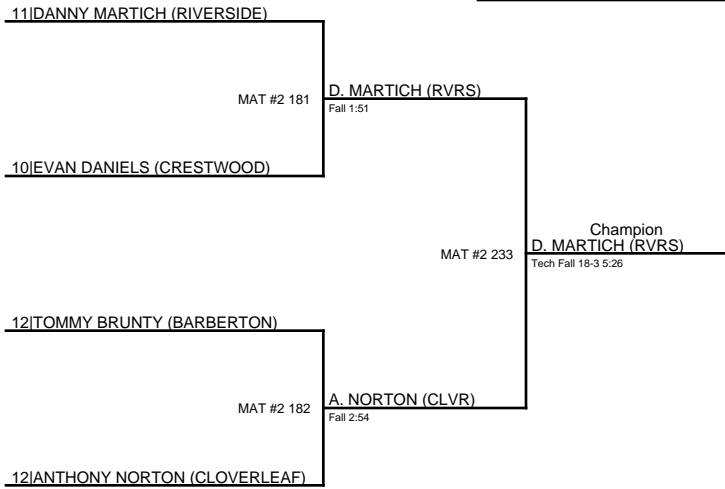 11|DANNY MARTICH (RIVERSIDE)
MAT #2 181
D. MARTICH (RVRS)
Fall 1:51
10|EVAN DANIELS (CRESTWOOD)
MAT #2 233
Champion
D. MARTICH (RVRS)
Tech Fall 18-3 5:26
12|TOMMY BRUNTY (BARBERTON)
MAT #2 182
A. NORTON (CLVR)
Fall 2:54
12|ANTHONY NORTON (CLOVERLEAF)